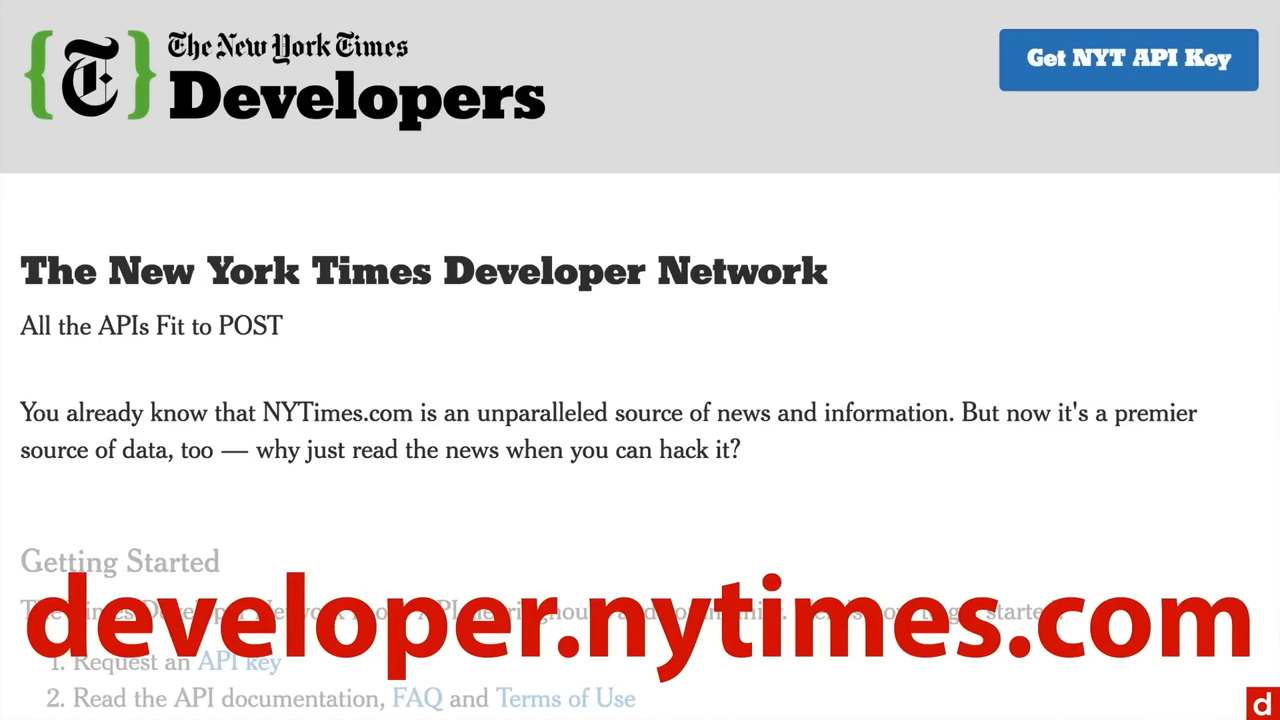 {T} The New York Times
Developers
Get NYT API Key
The New York Times Developer Network
All the APIs Fit to POST
You already know that NYTimes.com is an unparalleled source of news and information. But now it's a premier
source of data, too — why just read the news when you can hack it?
Getting Started
developer.nytimes.com
1. Request an API key
2. Read the API documentation, FAQ and Terms of Use
d